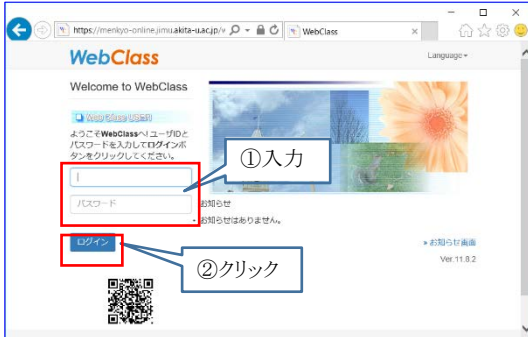 https://menkyo-online.jimu.akita-u.ac.jp/v
WebClass
WebClass
Language
Welcome to WebClass
ようこそWebClassへ!ユーザIDと
パスワードを入力してログインボ
タンをクリックしてください。
①入力
パスワード
お知らせ
お知らせはありません。
ログイン
» お知らせ画面
②クリック
Ver.11.8.2